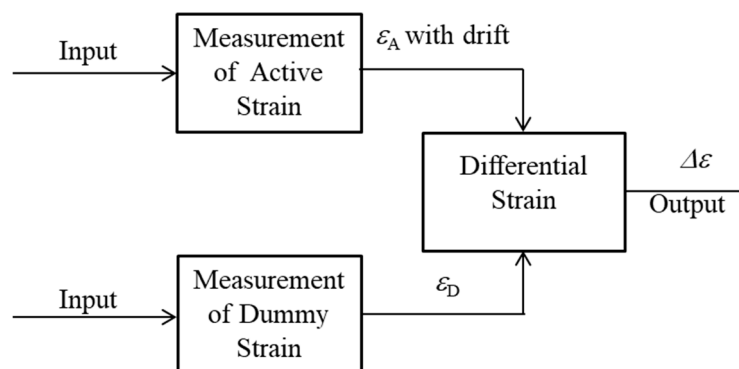 Input
Measurement
of Active
Strain
εA with drift
Differential
Strain
Δε
Output
Input
Measurement
of Dummy
Strain
εD